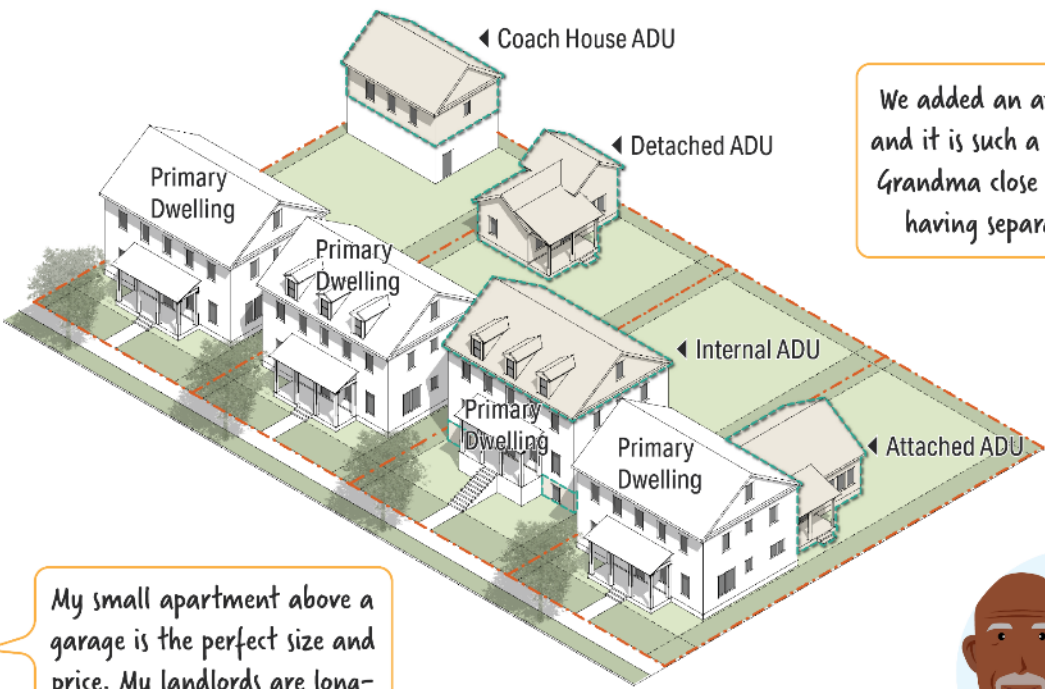 ◀ Coach House ADU
◀ Detached ADU
We added an
and it is such a
Grandma close
having
Primary
Dwelling
Primary
Dwelling
◀ Internal ADU
Primary
Dwelling
Primary
Dwelling
◀ Attached ADU
My small apartment above a
garage is the perfect size and
price. My landlords are long-